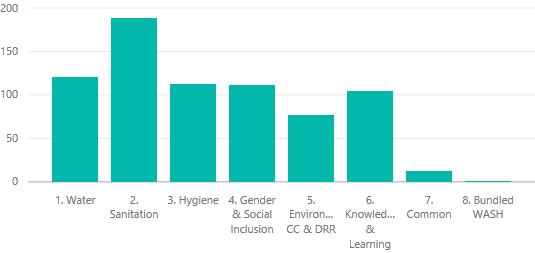 200
150
100
50
0
1. Water
2.
Sanitation
3. Hygiene
4. Gender
& Social
Inclusion
5.
Environ...
CC & DRR
6.
Knowled...
&
Learning
7.
Common
8. Bundled
WASH